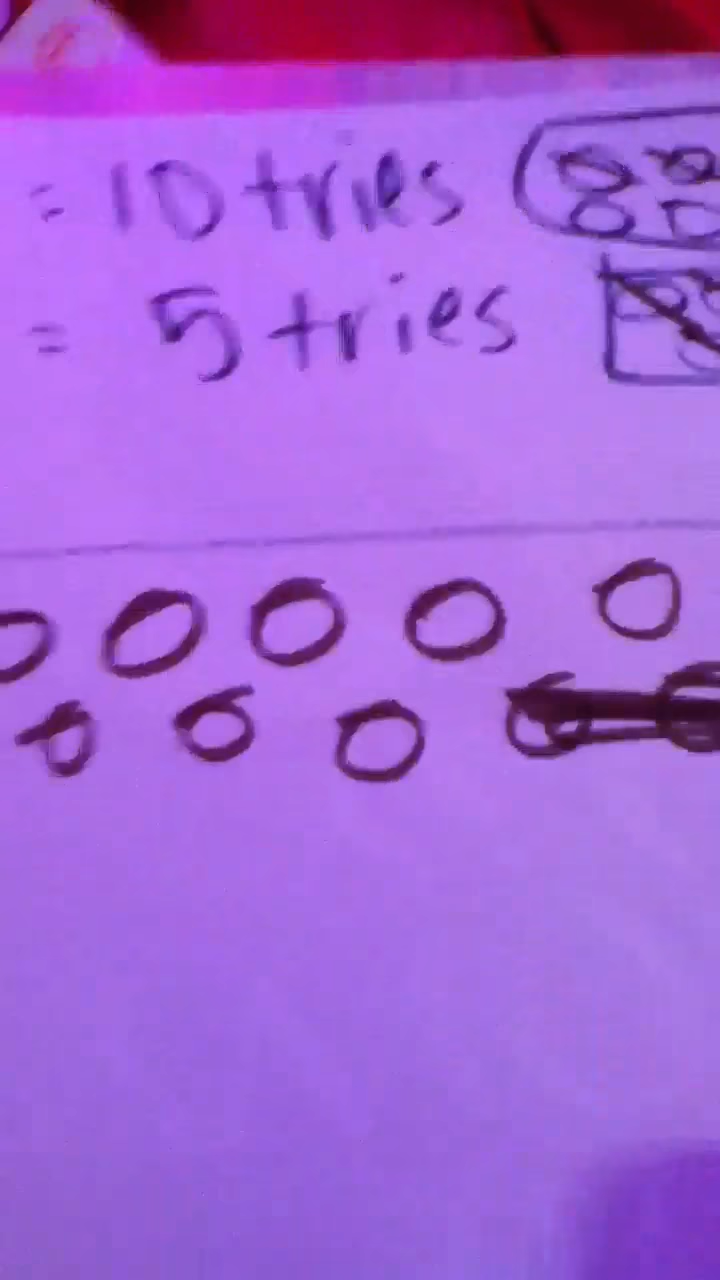 = 10 tries
= 5 tries